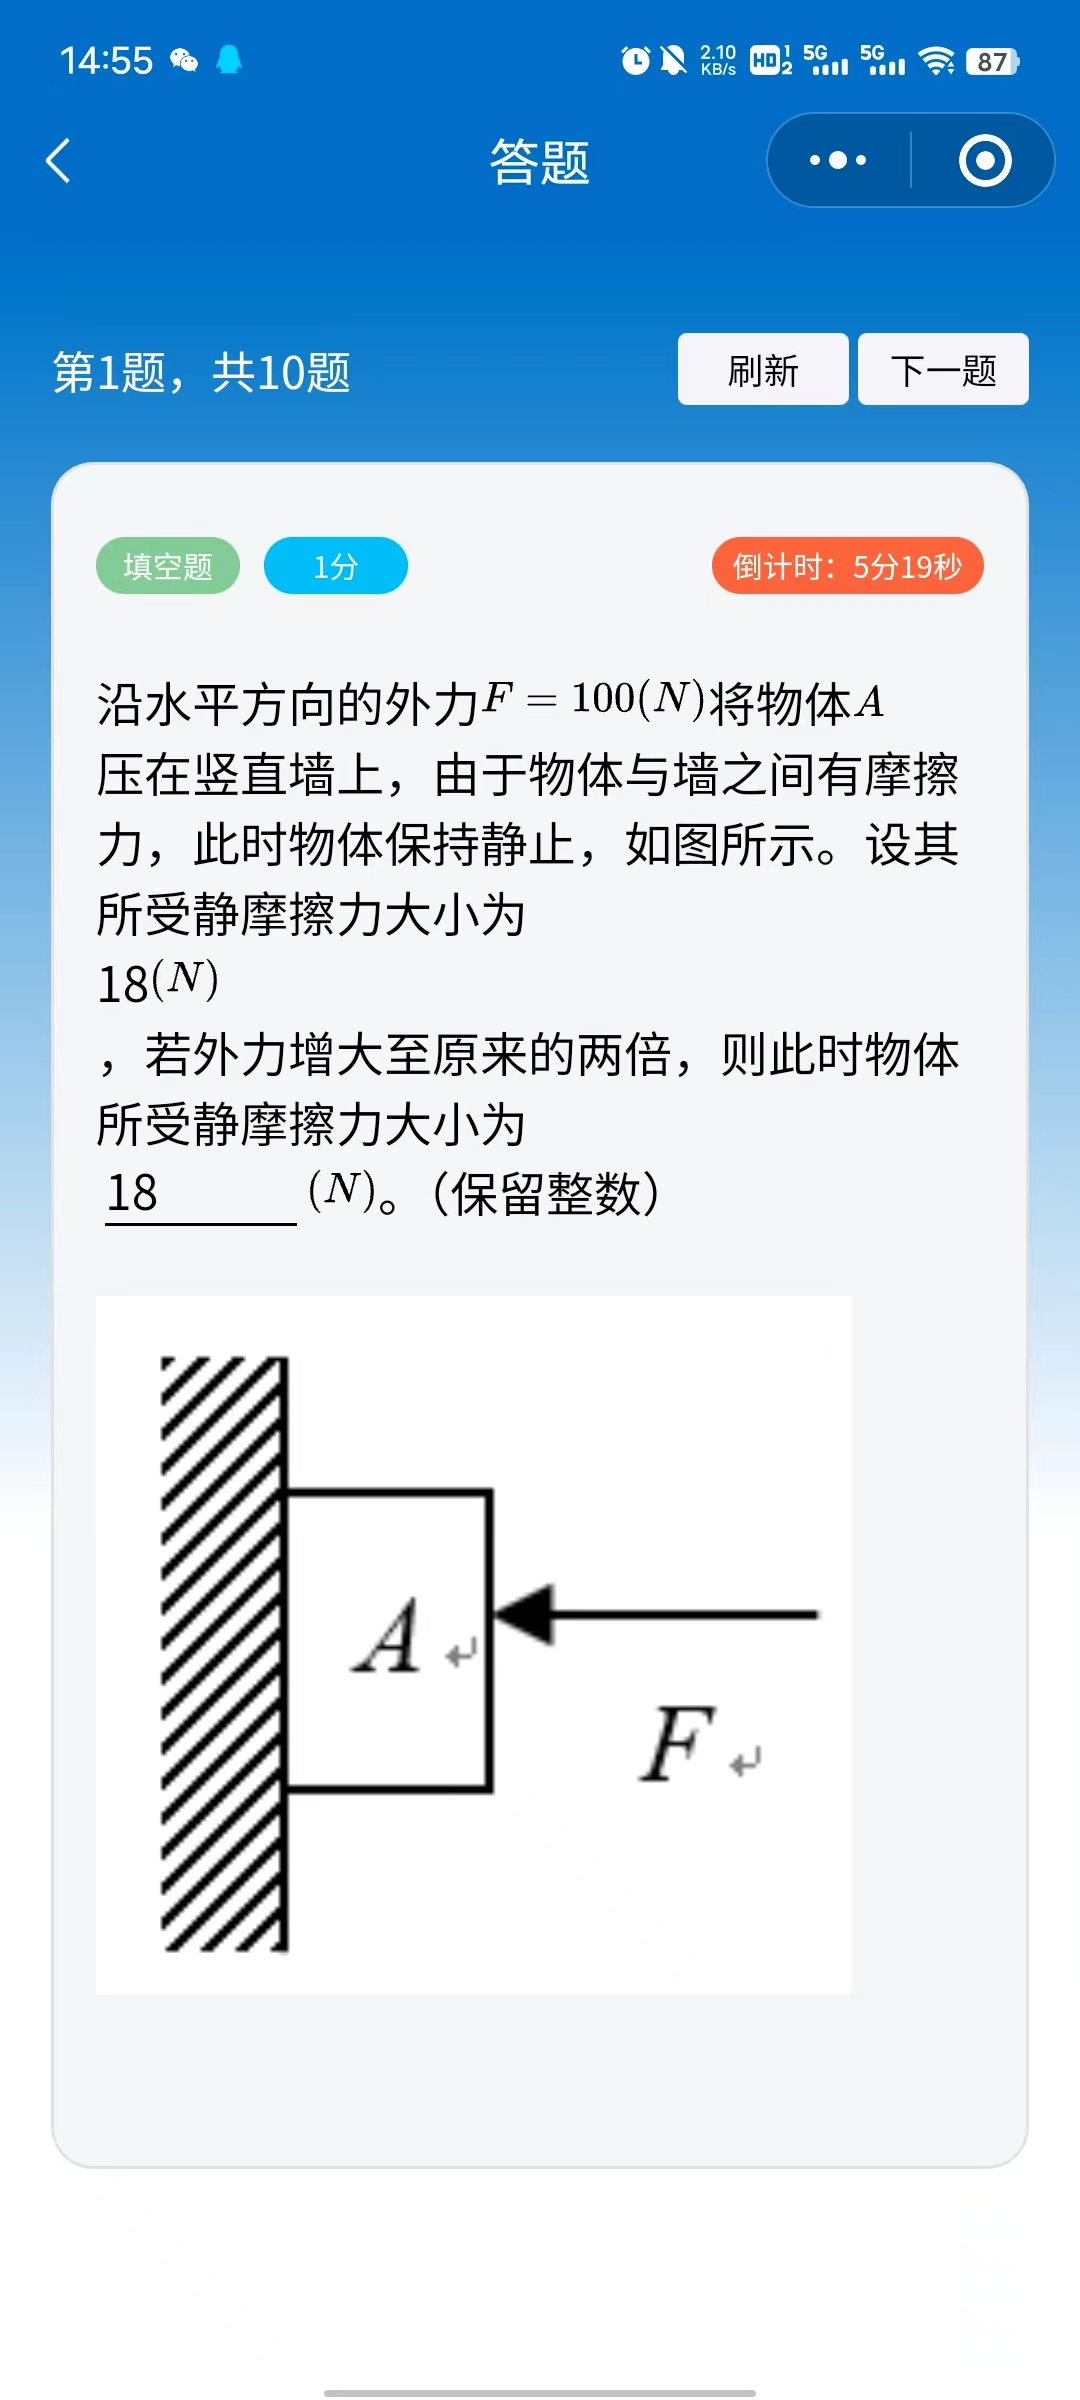 14:55
2.10 KB/s HD 1 2 5G 5G 87
答题
第1题，共10题
刷新 下一题
填空题 1分 倒计时：5分19秒
沿水平方向的外力F = 100(N)将物体A
压在竖直墙上，由于物体与墙之间有摩擦
力，此时物体保持静止，如图所示。设其
所受静摩擦力大小为
18(N)
，若外力增大至原来的两倍，则此时物体
所受静摩擦力大小为
18 (N)。（保留整数）
A ↵
F ↵